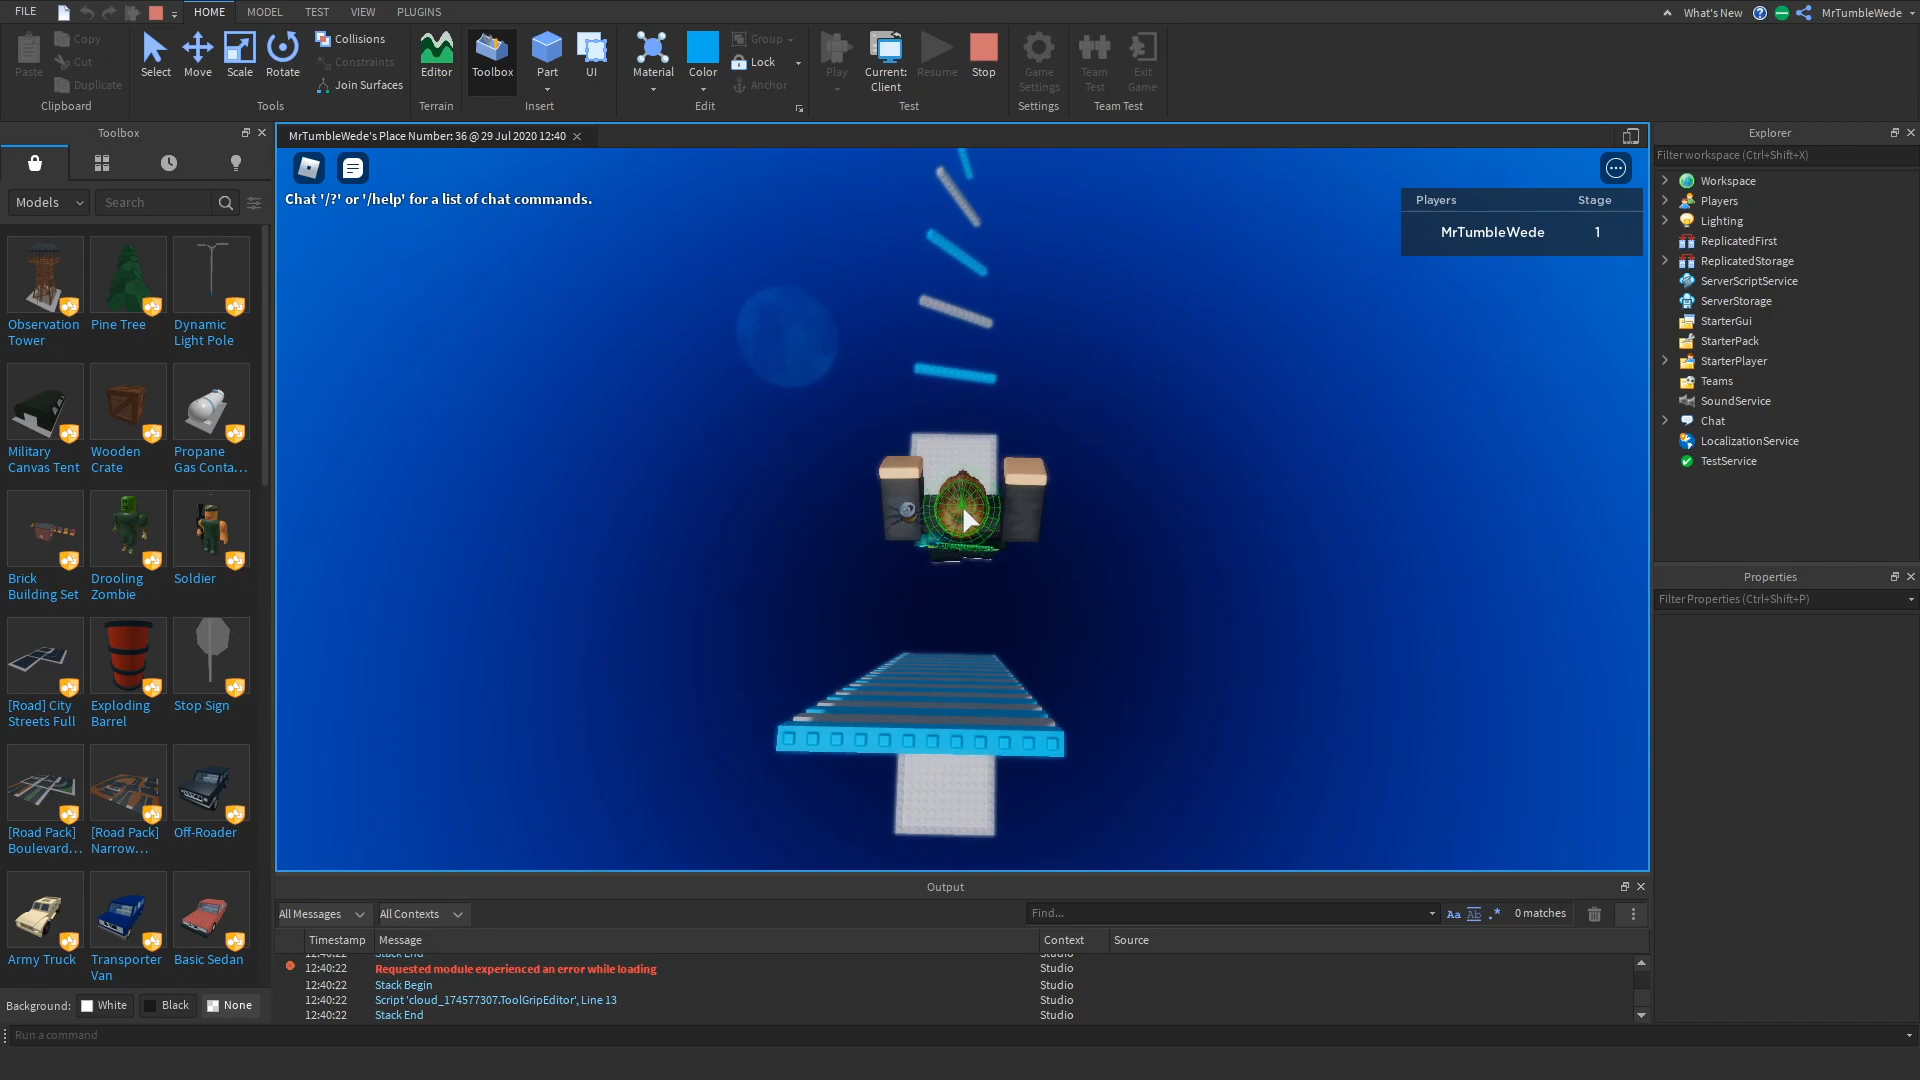 FILE
HOME
MODEL
TEST
VIEW
PLUGINS
What's New
MrTumbleWede
Paste
Copy
Cut
Duplicate
Clipboard
Select
Move
Scale
Rotate
Collisions
Constraints
Join Surfaces
Tools
Editor
Terrain
Toolbox
Part
UI
Insert
Material
Color
Group
Lock
Anchor
Edit
Play
Current:
Client
Resume
Stop
Test
Game
Settings
Settings
Team
Test
Exit
Game
Team Test
Toolbox
Models
Search
Observation
Tower
Pine Tree
Dynamic
Light Pole
Military
Canvas Tent
Wooden
Crate
Propane
Gas Conta...
Brick
Building Set
Drooling
Zombie
Soldier
[Road] City
Streets Full
Exploding
Barrel
Stop Sign
[Road Pack]
Boulevard...
[Road Pack]
Narrow...
Off-Roader
Army Truck
Transporter
Van
Basic Sedan
Background:
White
Black
None
Run a command
MrTumbleWede's Place Number: 36 @ 29 Jul 2020 12:40
Chat '/?' or '/help' for a list of chat commands.
Players Stage
MrTumbleWede 1
Output
All Messages
All Contexts
Find...
Aa
Ab
.*
0 matches
Timestamp Message Context Source
12:40:22 Stack End Studio
12:40:22 Requested module experienced an error while loading Studio
12:40:22 Stack Begin Studio
12:40:22 Script 'cloud_174577307.ToolGripEditor', Line 13 Studio
12:40:22 Stack End Studio
Explorer
Filter workspace (Ctrl+Shift+X)
Workspace
Players
Lighting
ReplicatedFirst
ReplicatedStorage
ServerScriptService
ServerStorage
StarterGui
StarterPack
StarterPlayer
Teams
SoundService
Chat
LocalizationService
TestService
Properties
Filter Properties (Ctrl+Shift+P)